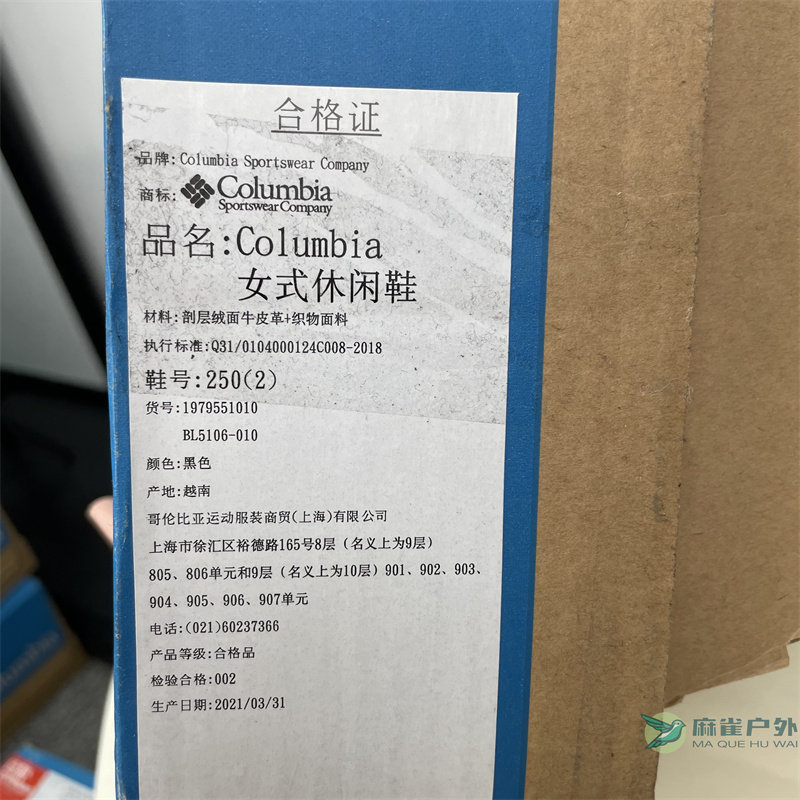 合格证
品牌:Columbia Sportswear Company
商标:Columbia
Sportswear Company
品名:Columbia
女式休闲鞋
材料:剖层绒面牛皮革+织物面料
执行标准:Q31/0104000124C008-2018
鞋号:250(2)
货号:1979551010
BL5106-010
颜色:黑色
产地:越南
哥伦比亚运动服装商贸(上海)有限公司
上海市徐汇区裕德路165号8层(名义上为9层)
805、806单元和9层(名义上为10层)901、902、903、
904、905、906、907单元
电话:(021)60237366
产品等级:合格品
检验合格:002
生产日期:2021/03/31
麻雀户外
MA QUE HU WAI